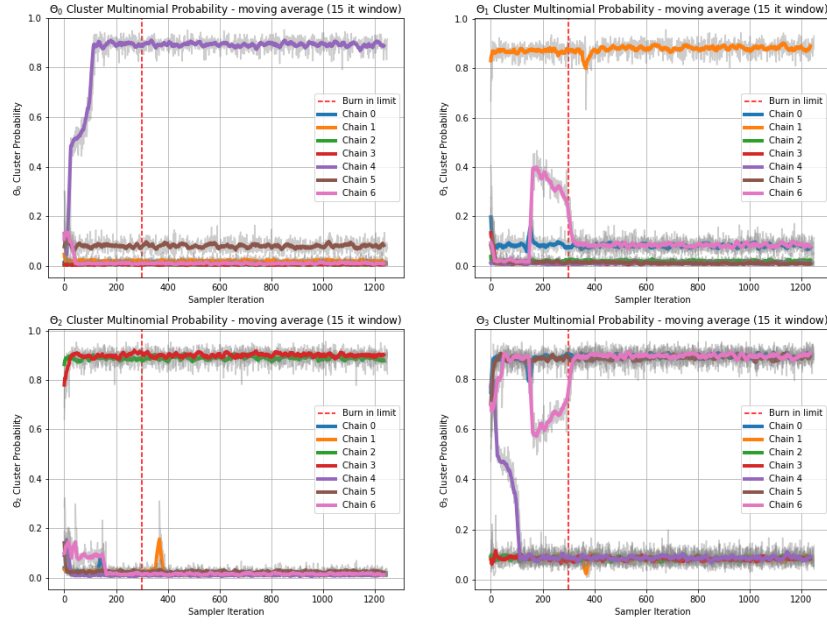 Θ0 Cluster Multinomial Probability - moving average (15 it window)
1.0
0.8
0.6
0.4
0.2
0.0
Θ0 Cluster Probability
Burn in limit
Chain 0
Chain 1
Chain 2
Chain 3
Chain 4
Chain 5
Chain 6
0 200 400 600 800 1000 1200
Sampler Iteration
Θ1 Cluster Multinomial Probability - moving average (15 it window)
1.0
0.8
0.6
0.4
0.2
0.0
Θ1 Cluster Probability
Burn in limit
Chain 0
Chain 1
Chain 2
Chain 3
Chain 4
Chain 5
Chain 6
0 200 400 600 800 1000 1200
Sampler Iteration
Θ2 Cluster Multinomial Probability - moving average (15 it window)
1.0
0.8
0.6
0.4
0.2
0.0
Θ2 Cluster Probability
Burn in limit
Chain 0
Chain 1
Chain 2
Chain 3
Chain 4
Chain 5
Chain 6
0 200 400 600 800 1000 1200
Sampler Iteration
Θ3 Cluster Multinomial Probability - moving average (15 it window)
0.8
0.6
0.4
0.2
0.0
Θ3 Cluster Probability
Burn in limit
Chain 0
Chain 1
Chain 2
Chain 3
Chain 4
Chain 5
Chain 6
0 200 400 600 800 1000 1200
Sampler Iteration